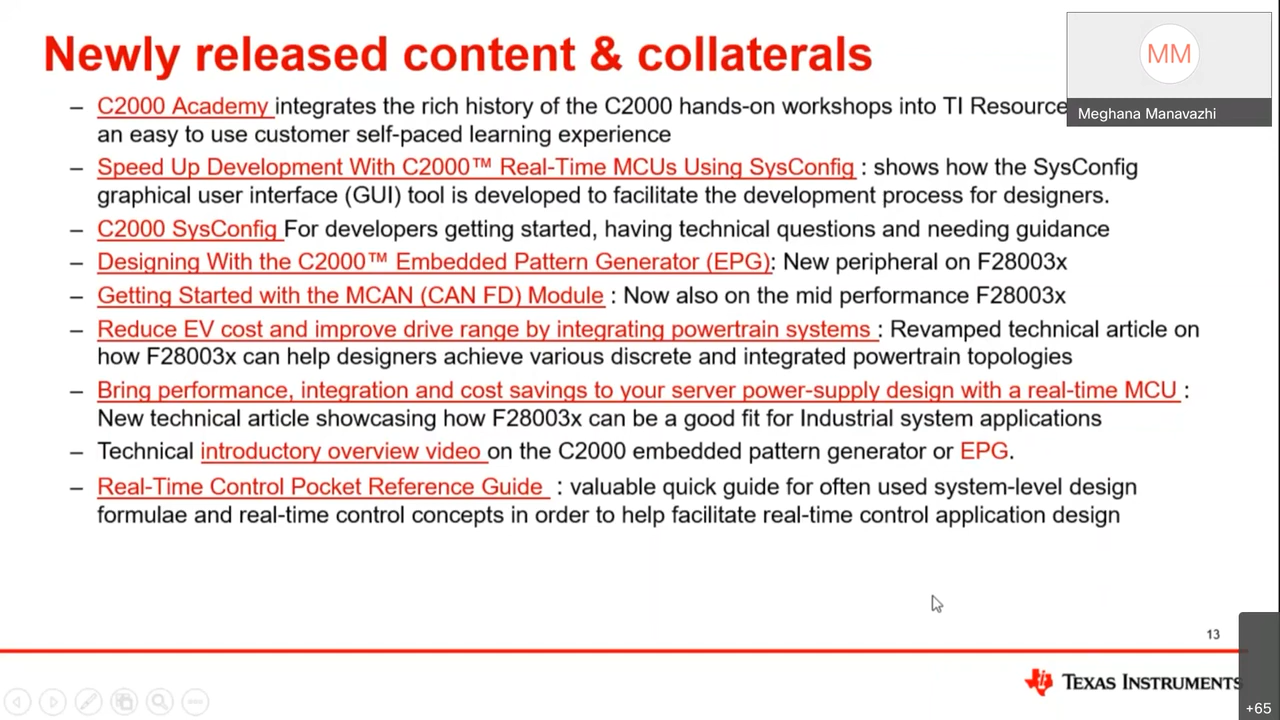 Newly released content & collaterals
MM
Meghana Manavazhi
– C2000 Academy integrates the rich history of the C2000 hands-on workshops into TI Resource
an easy to use customer self-paced learning experience
– Speed Up Development With C2000™ Real-Time MCUs Using SysConfig : shows how the SysConfig
graphical user interface (GUI) tool is developed to facilitate the development process for designers.
– C2000 SysConfig For developers getting started, having technical questions and needing guidance
– Designing With the C2000™ Embedded Pattern Generator (EPG): New peripheral on F28003x
– Getting Started with the MCAN (CAN FD) Module : Now also on the mid performance F28003x
– Reduce EV cost and improve drive range by integrating powertrain systems : Revamped technical article on
how F28003x can help designers achieve various discrete and integrated powertrain topologies
– Bring performance, integration and cost savings to your server power-supply design with a real-time MCU :
New technical article showcasing how F28003x can be a good fit for Industrial system applications
– Technical introductory overview video on the C2000 embedded pattern generator or EPG.
– Real-Time Control Pocket Reference Guide : valuable quick guide for often used system-level design
formulae and real-time control concepts in order to help facilitate real-time control application design
13
TEXAS INSTRUMENTS
+65